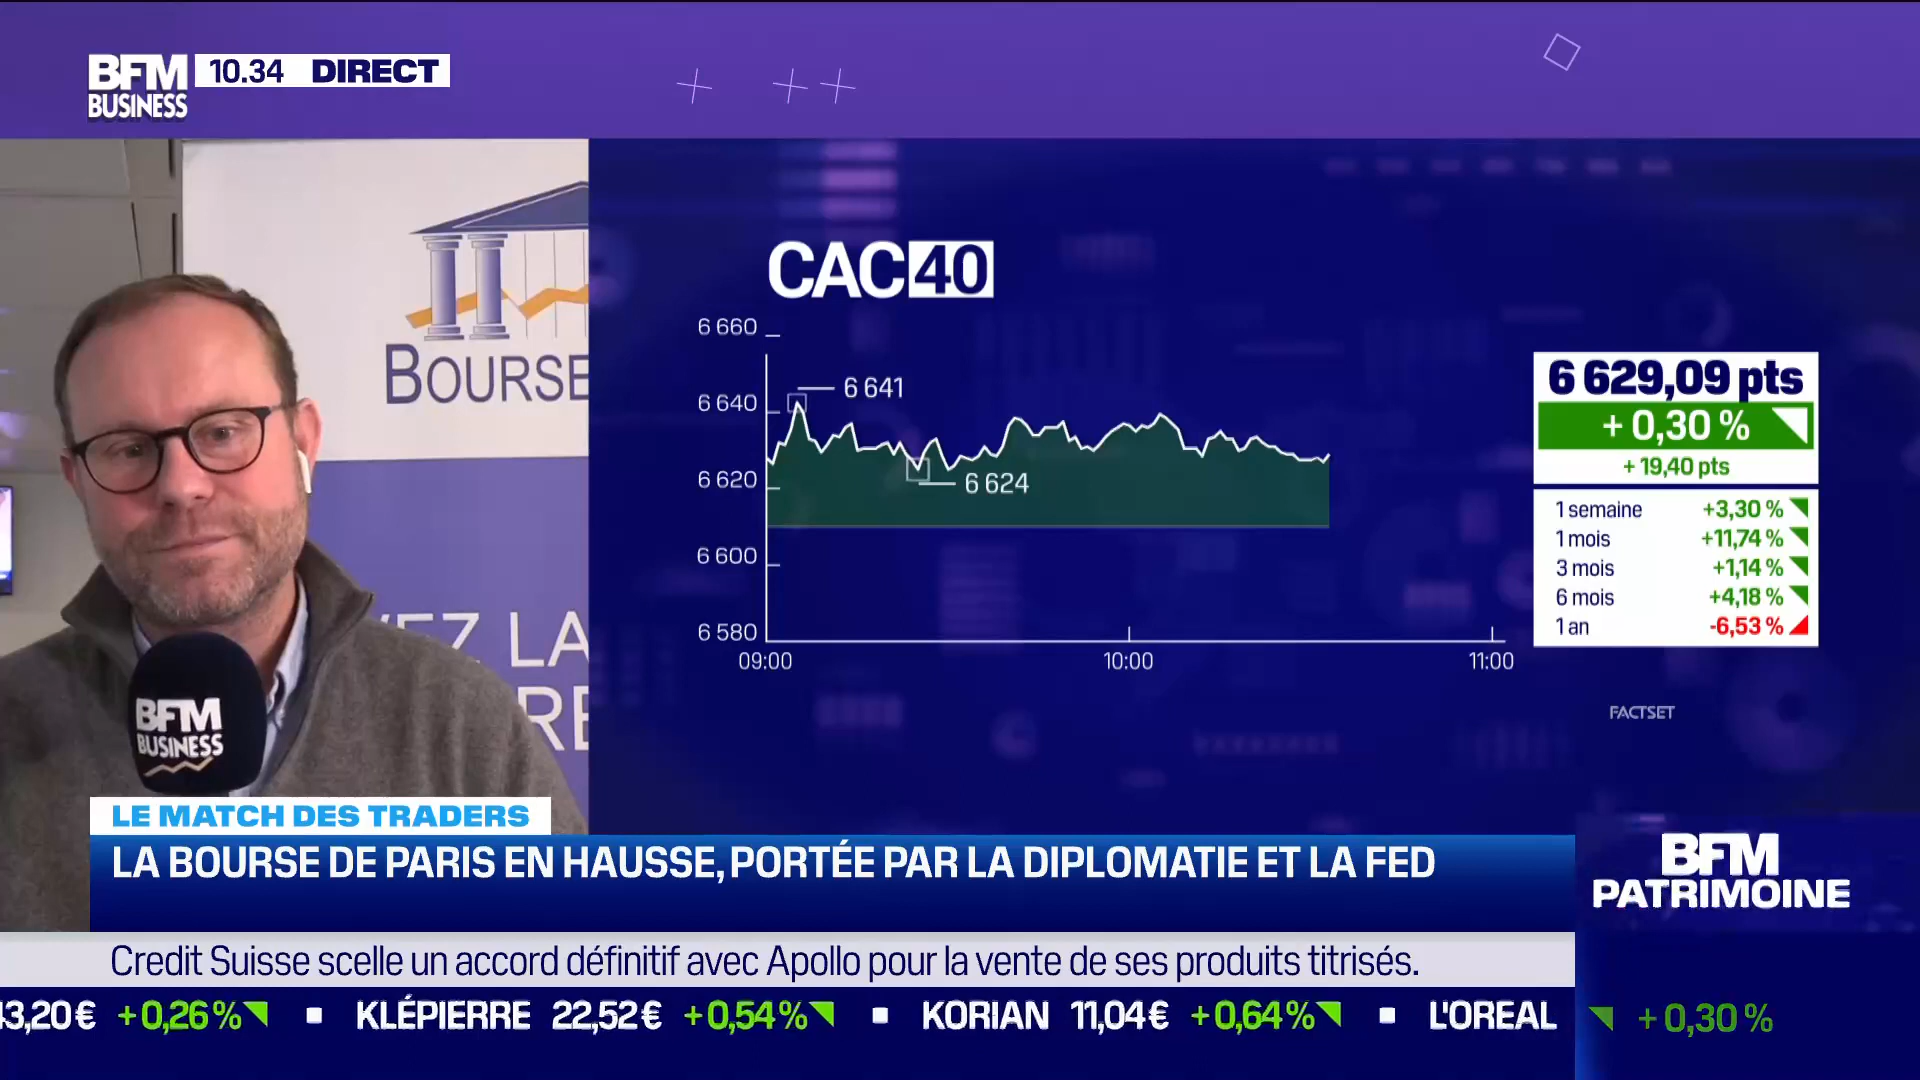 BFM
BUSINESS
10.34 DIRECT
BOURSE
CAC40
6 660
6 640
6 620
6 600
6 580
6 641
6 624
09:00
10:00
11:00
6 629,09 pts
+ 0,30 %
+ 19,40 pts
1 semaine +3,30 %
1 mois +11,74 %
3 mois +1,14 %
6 mois +4,18 %
1 an -6,53 %
FACTSET
LA
BFM
BUSINESS
LE MATCH DES TRADERS
LA BOURSE DE PARIS EN HAUSSE, PORTÉE PAR LA DIPLOMATIE ET LA FED
BFM
PATRIMOINE
Credit Suisse scelle un accord définitif avec Apollo pour la vente de ses produits titrisés.
3,20€ +0,26% KLÉPIERRE 22,52€ +0,54% KORIAN 11,04€ +0,64% L'OREAL
+ 0,30 %